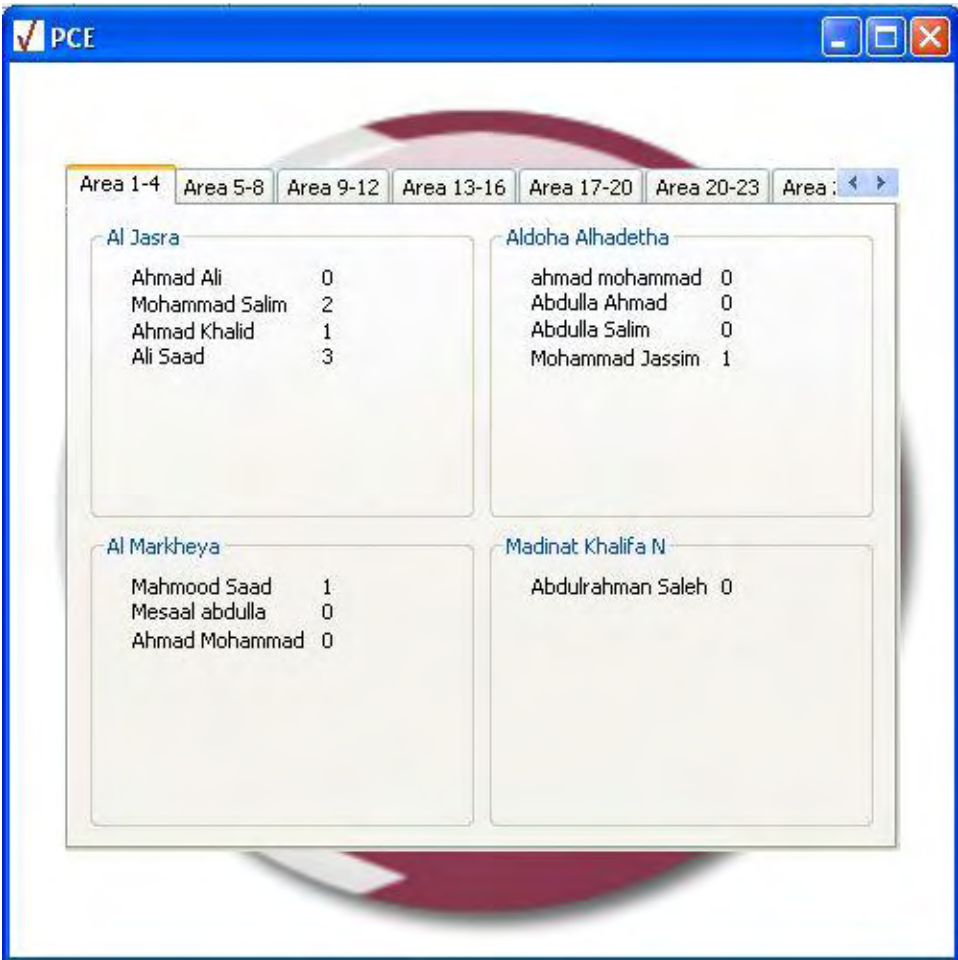 PCE
Area 1-4 Area 5-8 Area 9-12 Area 13-16 Area 17-20 Area 20-23 Area
Al Jasra
Ahmad Ali 0
Mohammad Salim 2
Ahmad Khalid 1
Ali Saad 3
Aldoha Alhadetha
ahmad mohammad 0
Abdulla Ahmad 0
Abdulla Salim 0
Mohammad Jassim 1
Al Markheya
Mahmood Saad 1
Mesaal abdulla 0
Ahmad Mohammad 0
Madinat Khalifa N
Abdulrahman Saleh 0